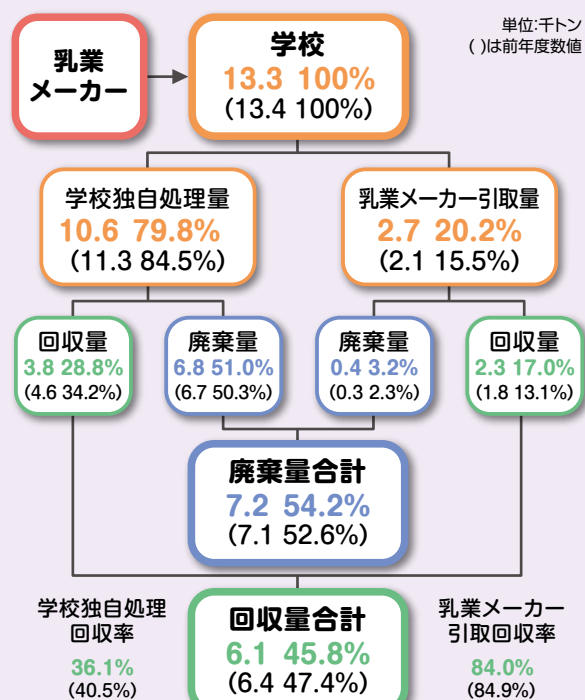 単位:千トン
( )は前年度数値
乳業
メーカー
学校
13.3 100%
(13.4 100%)
学校独自処理量
10.6 79.8%
(11.3 84.5%)
乳業メーカー引取量
2.7 20.2%
(2.1 15.5%)
回収量
3.8 28.8%
(4.6 34.2%)
廃棄量
6.8 51.0%
(6.7 50.3%)
廃棄量
0.4 3.2%
(0.3 2.3%)
回収量
2.3 17.0%
(1.8 13.1%)
廃棄量合計
7.2 54.2%
(7.1 52.6%)
学校独自処理
回収率
36.1%
(40.5%)
回収量合計
6.1 45.8%
(6.4 47.4%)
乳業メーカー
引取回収率
84.0%
(84.9%)